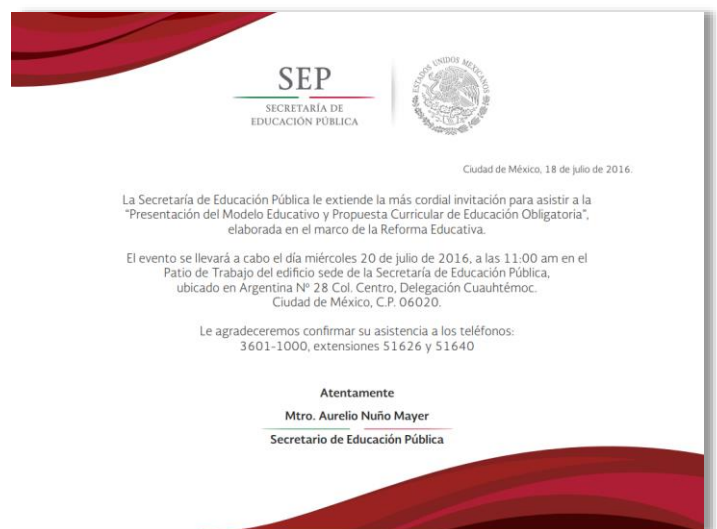 SEP
SECRETARÍA DE
EDUCACIÓN PÚBLICA
ESTADOS UNIDOS MEXICANOS
Ciudad de México, 18 de julio de 2016.
La Secretaría de Educación Pública le extiende la más cordial invitación para asistir a la
"Presentación del Modelo Educativo y Propuesta Curricular de Educación Obligatoria",
elaborada en el marco de la Reforma Educativa.
El evento se llevará a cabo el día miércoles 20 de julio de 2016, a las 11:00 am en el
Patio de Trabajo del edificio sede de la Secretaría de Educación Pública,
ubicado en Argentina Nº 28 Col. Centro, Delegación Cuauhtémoc.
Ciudad de México, C.P. 06020.
Le agradeceremos confirmar su asistencia a los teléfonos:
3601-1000, extensiones 51626 y 51640
Atentamente
Mtro. Aurelio Nuño Mayer
Secretario de Educación Pública